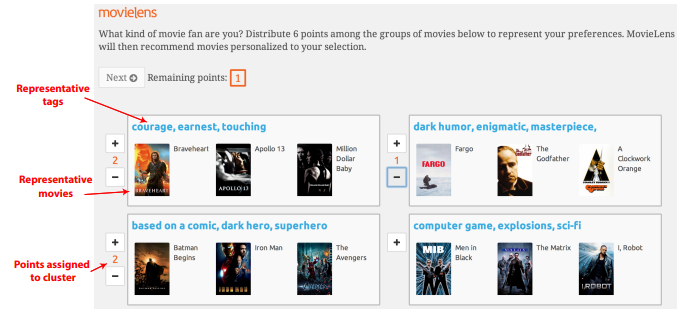 movielens
What kind of movie fan are you? Distribute 6 points among the groups of movies below to represent your preferences. MovieLens
will then recommend movies personalized to your selection.
Next Remaining points: 1
Representative
tags
courage, earnest, touching
+
2
−
Braveheart
BRAVEHEART
Apollo 13
APOLLO 13
Million
Dollar
Baby
dark humor, enigmatic, masterpiece,
+
1
−
Fargo
FARGO
The
Godfather
A
Clockwork
Orange
Representative
movies
based on a comic, dark hero, superhero
+
2
−
Batman
Begins
Iron Man
IRON MAN
The
Avengers
computer game, explosions, sci-fi
+
Men in
Black
MIB
The Matrix
I, Robot
I,ROBOT
Points assigned
to cluster